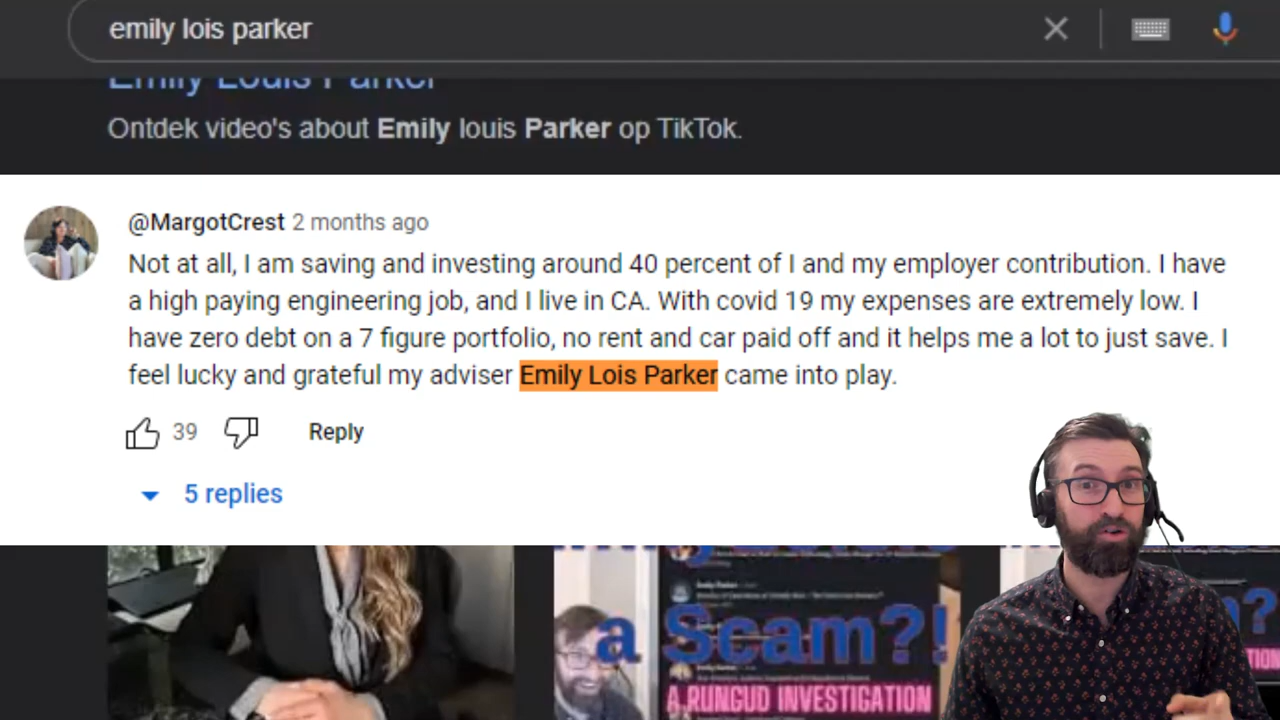 emily lois parker
Emily Louis Parker
Ontdek video's about Emily louis Parker op TikTok.
@MargotCrest 2 months ago
Not at all, I am saving and investing around 40 percent of I and my employer contribution. I have
a high paying engineering job, and I live in CA. With covid 19 my expenses are extremely low. I
have zero debt on a 7 figure portfolio, no rent and car paid off and it helps me a lot to just save. I
feel lucky and grateful my adviser Emily Lois Parker came into play.
39
Reply
5 replies
a Scam?!
A RUNGUD INVESTIGATION